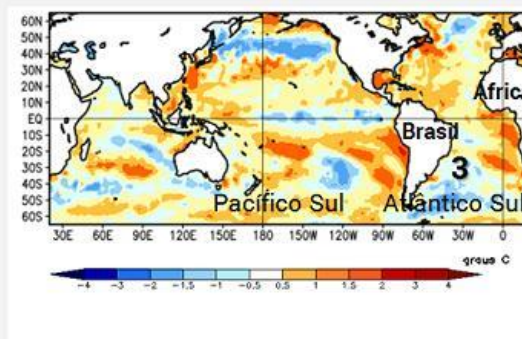 60N
50N
40N
30N
20N
10N
EQ
10S
20S
30S
40S
50S
60S
Afric
Brasil
3
Pacífico Sul
Atlântico Sul
30E 60E 90E 120E 150E 180 150W 120W 90W 60W 30W 0
graus C
-4 -3 -2 -1.5 -1 -0.5 0.5 1 1.5 2 3 4